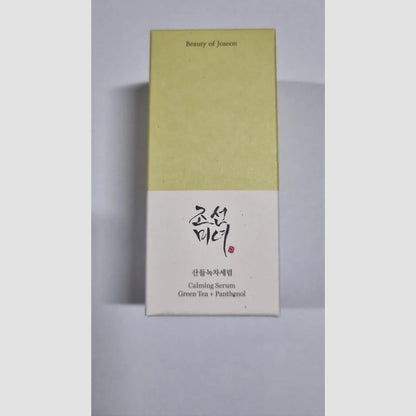 Beauty of Joseon
조선
미녀
산들녹차세럼
Calming Serum
Green Tea + Panthenol